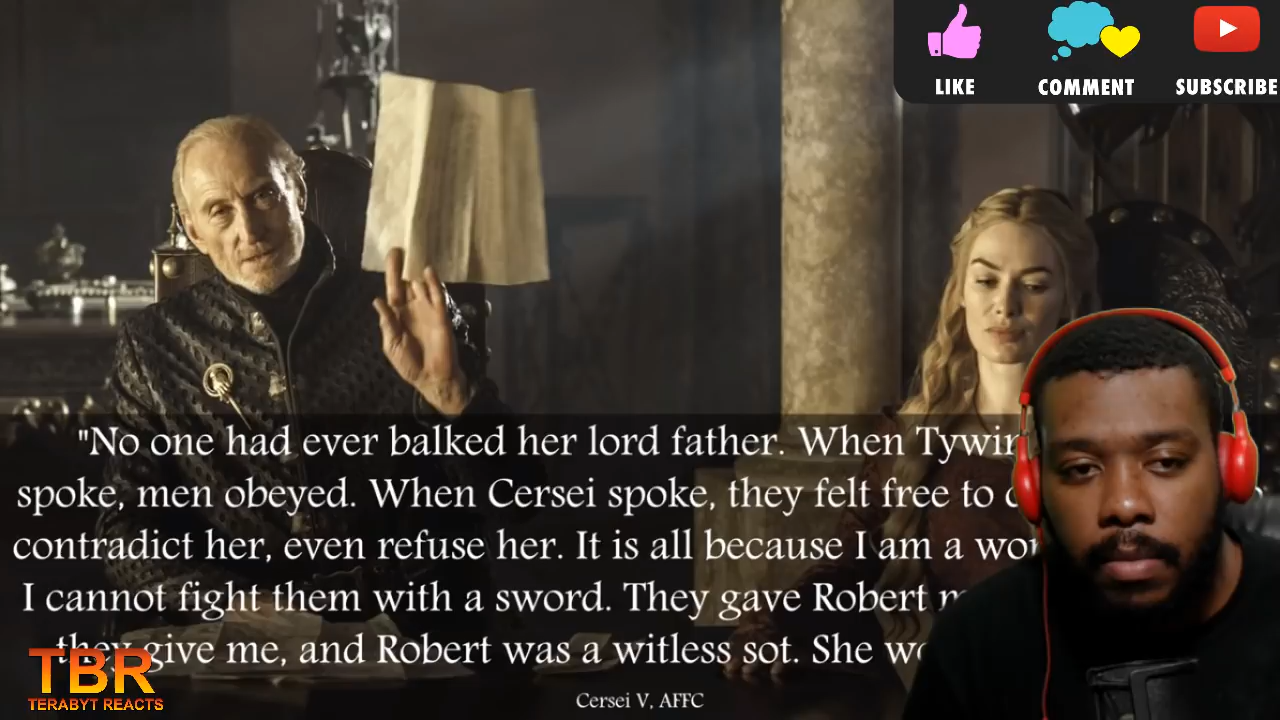 LIKE
COMMENT
SUBSCRIBE
"No one had ever balked her lord father. When
spoke, men obeyed. When Cersei spoke, they felt free to
contradict her, even refuse her. It is all because I am a
I cannot fight them with a sword. They gave Robert
they give me, and Robert was a witless sot. She
Cersei V, AFFC
TBR
TERABYT REACTS